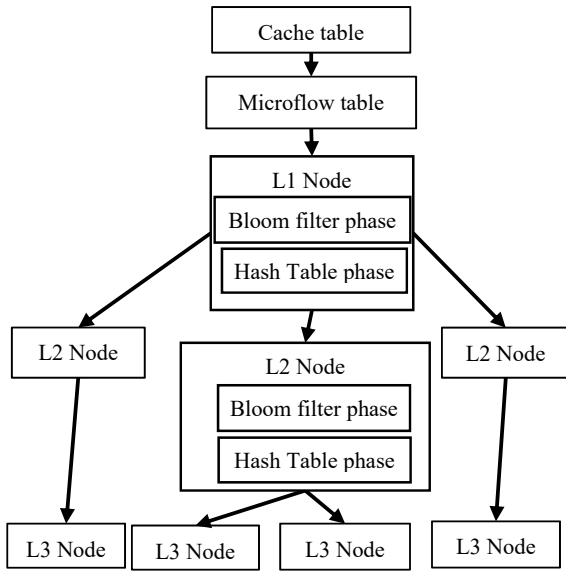 Cache table
Microflow table
L1 Node
Bloom filter phase
Hash Table phase
L2 Node
L2 Node
L2 Node
Bloom filter phase
Hash Table phase
L3 Node
L3 Node
L3 Node
L3 Node